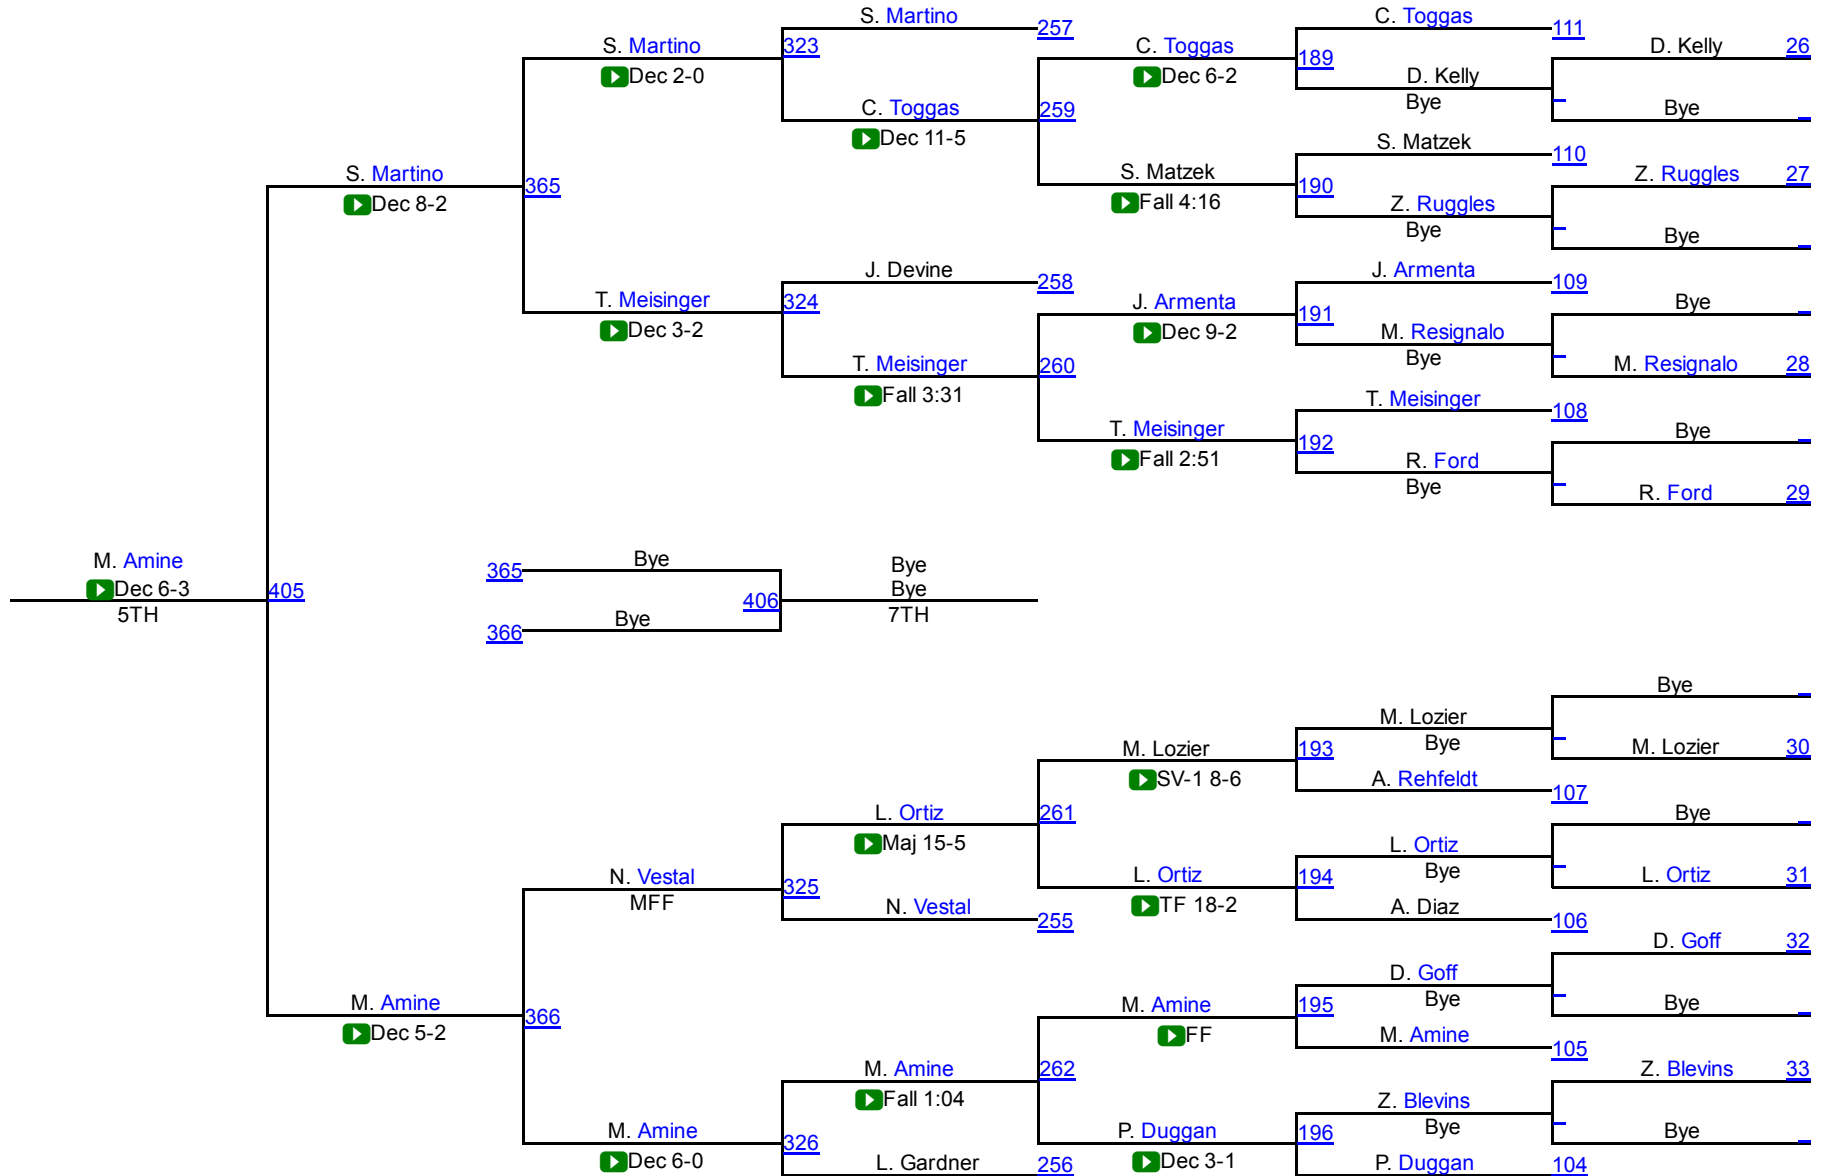 S. Martino
257
C. Toggas
111
S. Martino
323
Dec 2-0
C. Toggas
189
Dec 6-2
D. Kelly
26
D. Kelly
Bye
Bye
C. Toggas
259
Dec 11-5
S. Matzek
110
S. Martino
365
Dec 8-2
S. Matzek
190
Fall 4:16
Z. Ruggles
27
Z. Ruggles
Bye
Bye
J. Devine
258
J. Armenta
109
T. Meisinger
324
Dec 3-2
J. Armenta
191
Dec 9-2
Bye
M. Resignalo
Bye
T. Meisinger
260
Fall 3:31
M. Resignalo
28
T. Meisinger
108
T. Meisinger
192
Fall 2:51
Bye
R. Ford
Bye
R. Ford
29
M. Amine
Dec 6-3
405
5TH
365
Bye
406
Bye
Bye
7TH
366
Bye
Bye
M. Lozier
Bye
M. Lozier
193
SV-1 8-6
M. Lozier
30
A. Rehfeldt
107
L. Ortiz
261
Maj 15-5
Bye
L. Ortiz
Bye
N. Vestal
325
MFF
L. Ortiz
194
TF 18-2
L. Ortiz
31
N. Vestal
255
A. Diaz
106
D. Goff
32
D. Goff
Bye
M. Amine
366
Dec 5-2
M. Amine
195
FF
Bye
M. Amine
105
M. Amine
262
Fall 1:04
Z. Blevins
33
Z. Blevins
Bye
M. Amine
326
Dec 6-0
P. Duggan
196
Dec 3-1
Bye
L. Gardner
256
P. Duggan
104